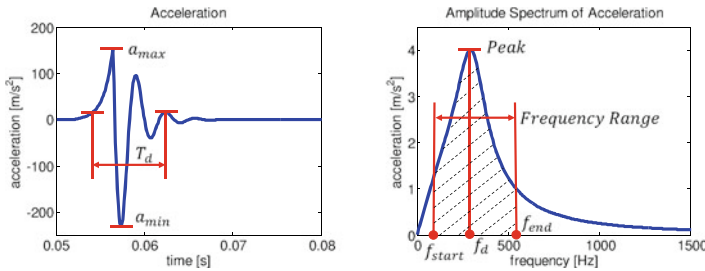 Acceleration
200
100
0
-100
-200
acceleration [m/s²]
0.05
0.06
0.07
0.08
time [s]
a_max
T_d
a_min
Amplitude Spectrum of Acceleration
4
3
2
1
0
acceleration [m/s²]
0
500
1000
1500
frequency [Hz]
Peak
Frequency Range
f_start
f_d
f_end